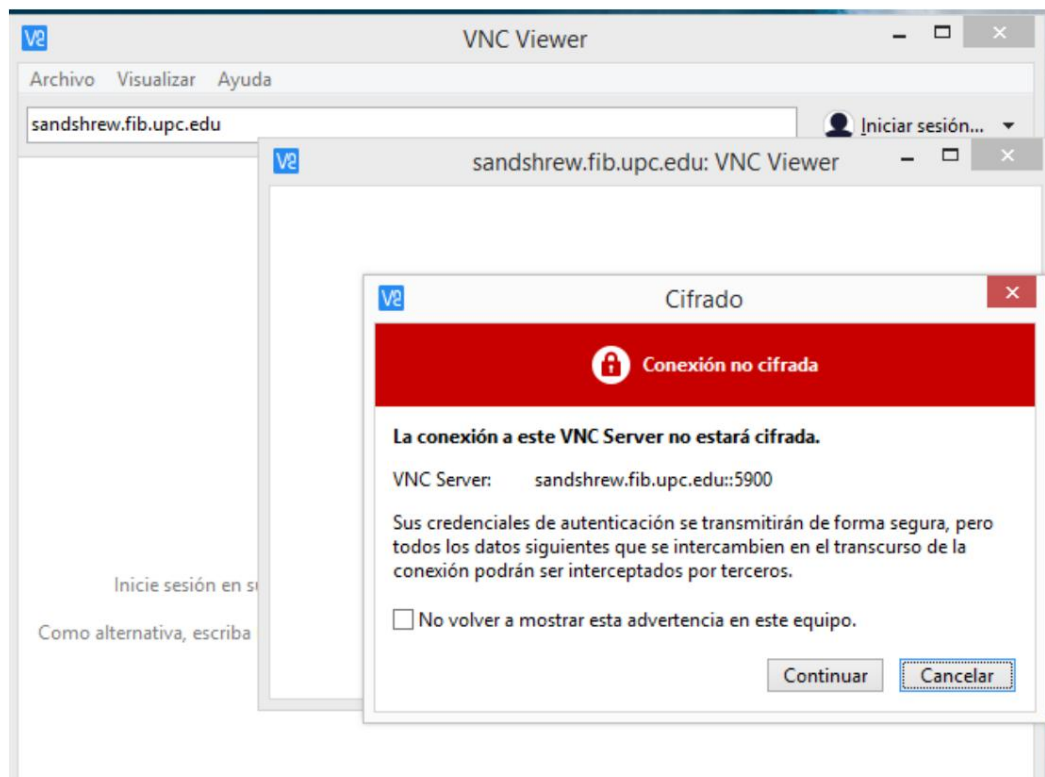 VNC Viewer
Archivo Visualizar Ayuda
sandshrew.fib.upc.edu
Iniciar sesión...
sandshrew.fib.upc.edu: VNC Viewer
Cifrado
Conexión no cifrada
La conexión a este VNC Server no estará cifrada.
VNC Server: sandshrew.fib.upc.edu::5900
Sus credenciales de autenticación se transmitirán de forma segura, pero
todos los datos siguientes que se intercambien en el transcurso de la
conexión podrán ser interceptados por terceros.
No volver a mostrar esta advertencia en este equipo.
Continuar Cancelar
Inicie sesión en
Como alternativa, escriba